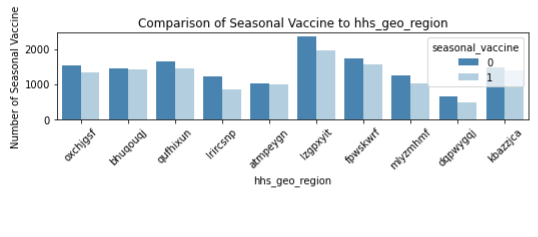 Comparison of Seasonal Vaccine to hhs_geo_region
Number of Seasonal Vaccine
2000
1000
0
seasonal_vaccine
0
1
oxchjgsf
bhuqouqj
qufhixun
lrircsnp
atmpeygn
lzgpxyit
fpwskwrf
mlyzmhmf
dqpwygqj
kbazzjca
hhs_geo_region